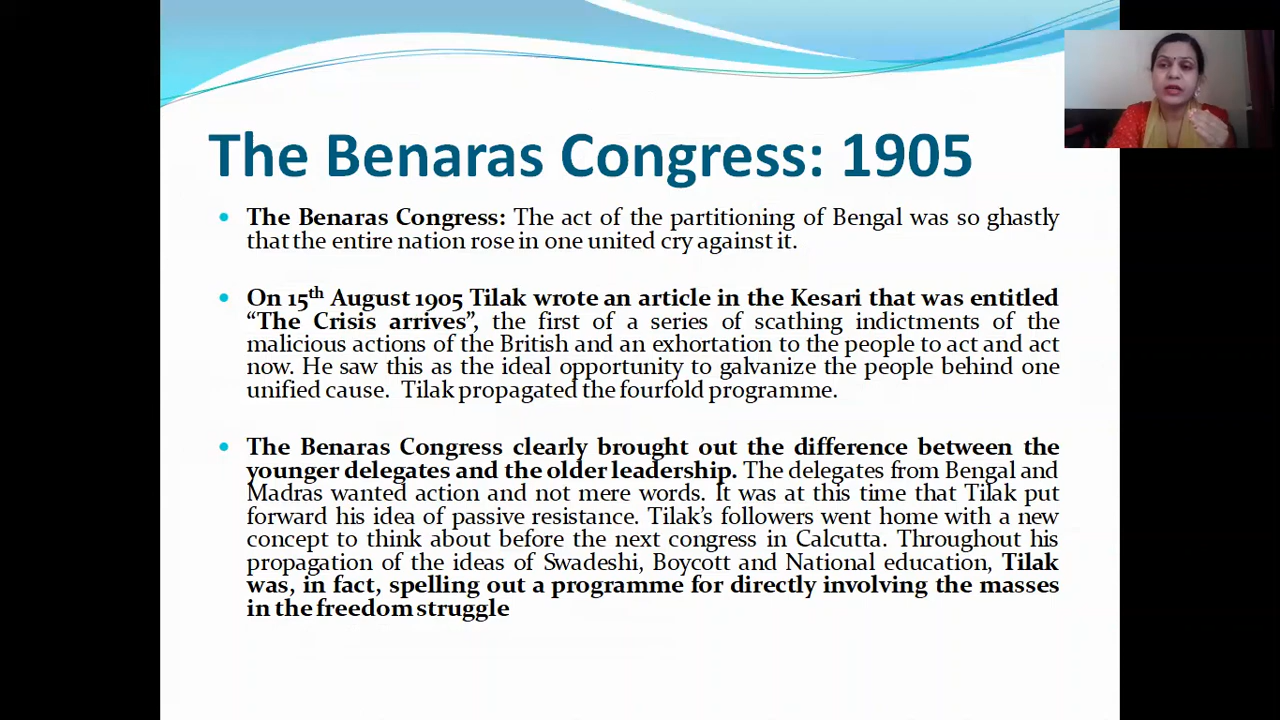 The Benaras Congress: 1905
The Benaras Congress: The act of the partitioning of Bengal was so ghastly
that the entire nation rose in one united cry against it.
On 15th August 1905 Tilak wrote an article in the Kesari that was entitled
“The Crisis arrives”, the first of a series of scathing indictments of the
malicious actions of the British and an exhortation to the people to act and act
now. He saw this as the ideal opportunity to galvanize the people behind one
unified cause. Tilak propagated the fourfold programme.
The Benaras Congress clearly brought out the difference between the
younger delegates and the older leadership. The delegates from Bengal and
Madras wanted action and not mere words. It was at this time that Tilak put
forward his idea of passive resistance. Tilak’s followers went home with a new
concept to think about before the next congress in Calcutta. Throughout his
propagation of the ideas of Swadeshi, Boycott and National education, Tilak
was, in fact, spelling out a programme for directly involving the masses
in the freedom struggle